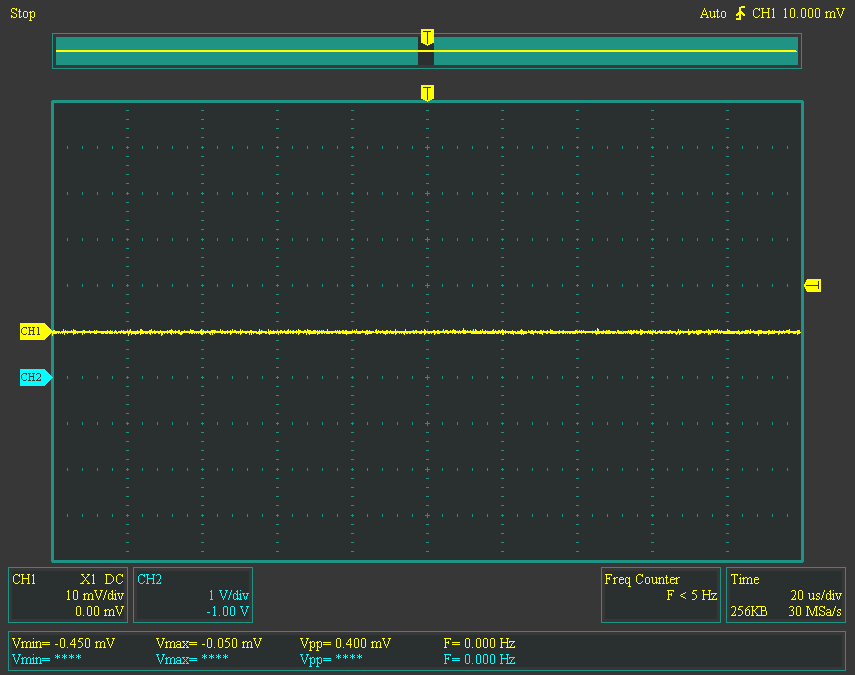 Stop
Auto CH1 10.000 mV
T
T
CH1
CH2
CH1 X1 DC
10 mV/div
0.00 mV
CH2
1 V/div
-1.00 V
Freq Counter
F < 5 Hz
Time
20 us/div
256KB 30 MSa/s
Vmin= -0.450 mV Vmax= -0.050 mV Vpp= 0.400 mV F= 0.000 Hz
Vmin= **** Vmax= **** Vpp= **** F= 0.000 Hz